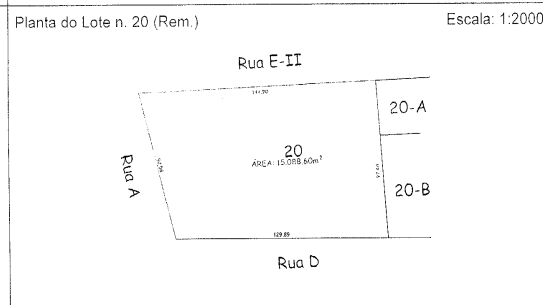 Planta do Lote n. 20 (Rem.)
Escala: 1:2000
Rua E-II
20-A
20
ÁREA: 15.088,60m²
Rua A
20-B
129.89
Rua D